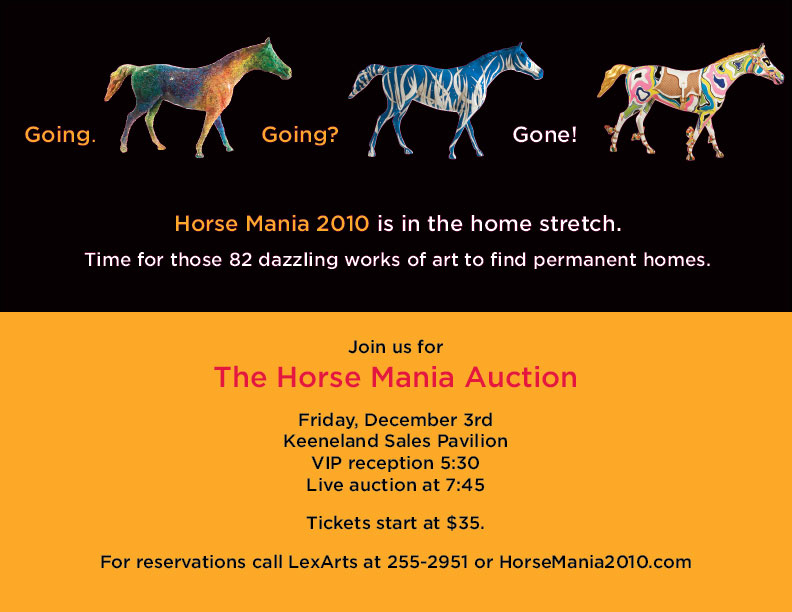 Going. Going? Gone!
Horse Mania 2010 is in the home stretch.
Time for those 82 dazzling works of art to find permanent homes.
Join us for
The Horse Mania Auction
Friday, December 3rd
Keeneland Sales Pavilion
VIP reception 5:30
Live auction at 7:45
Tickets start at $35.
For reservations call LexArts at 255-2951 or HorseMania2010.com